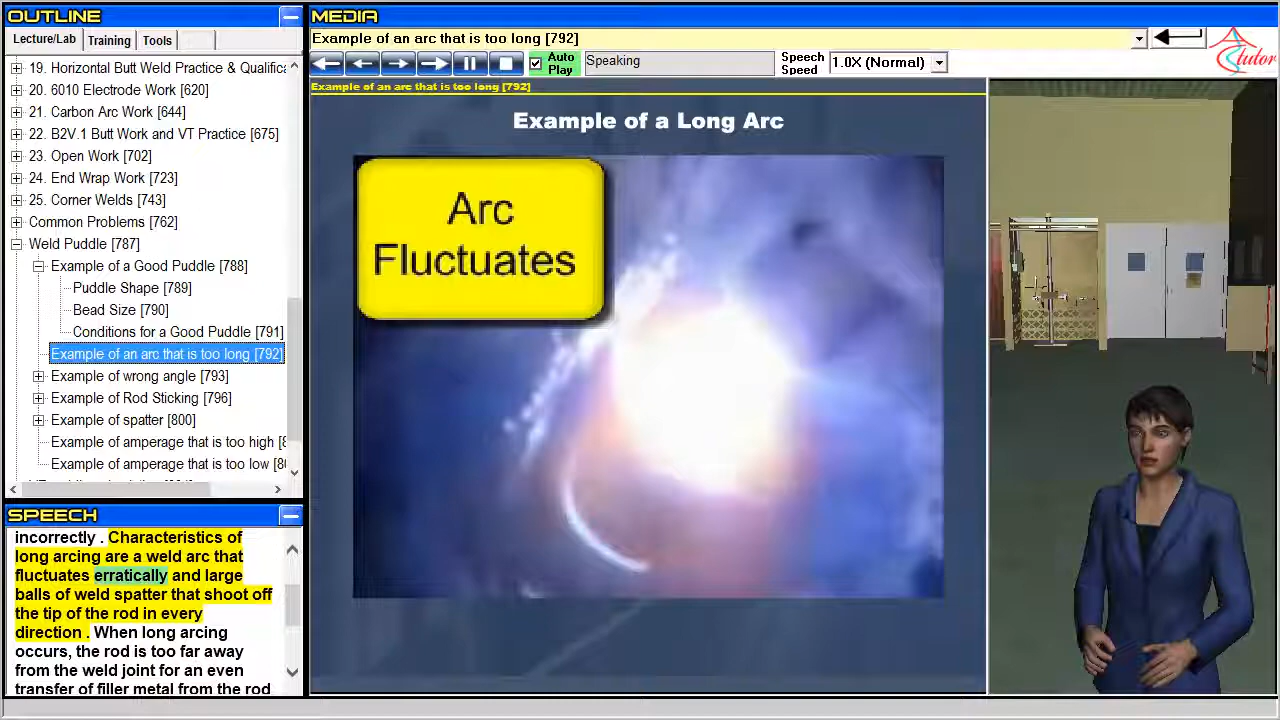 OUTLINE
Lecture/Lab
Training
Tools
19. Horizontal Butt Weld Practice & Qualifica
20. 6010 Electrode Work [620]
21. Carbon Arc Work [644]
22. B2V.1 Butt Work and VT Practice [675]
23. Open Work [702]
24. End Wrap Work [723]
25. Corner Welds [743]
Common Problems [762]
Weld Puddle [787]
Example of a Good Puddle [788]
Puddle Shape [789]
Bead Size [790]
Conditions for a Good Puddle [791]
Example of an arc that is too long [792]
Example of wrong angle [793]
Example of Rod Sticking [796]
Example of spatter [800]
Example of amperage that is too high [8
Example of amperage that is too low [80
SPEECH
incorrectly . Characteristics of
long arcing are a weld arc that
fluctuates erratically and large
balls of weld spatter that shoot off
the tip of the rod in every
direction . When long arcing
occurs, the rod is too far away
from the weld joint for an even
transfer of filler metal from the rod
MEDIA
Example of an arc that is too long [792]
Auto
Play
Speaking
Speech
Speed
1.0X (Normal)
tutor
Example of an arc that is too long [792]
Example of a Long Arc
Arc
Fluctuates